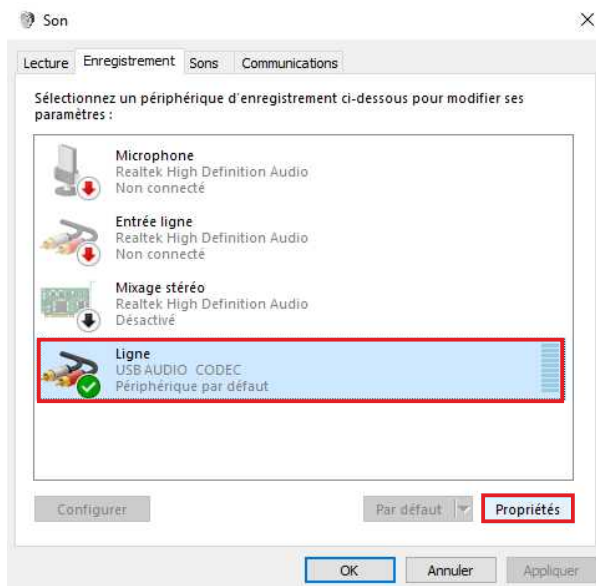 Son
Lecture Enregistrement Sons Communications
Sélectionnez un périphérique d'enregistrement ci-dessous pour modifier ses
paramètres :
Microphone
Realtek High Definition Audio
Non connecté
Entrée ligne
Realtek High Definition Audio
Non connecté
Mixage stéréo
Realtek High Definition Audio
Désactivé
Ligne
USB AUDIO CODEC
Périphérique par défaut
Configurer Par défaut Propriétés
OK Annuler Appliquer